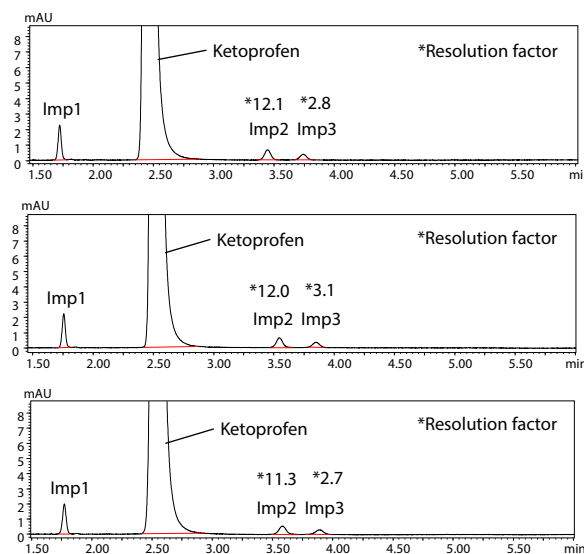 mAU
8
7
6
5
4
3
2
1
0
Ketoprofen
*Resolution factor
Imp1
*12.1 *2.8
Imp2 Imp3
1.50 2.00 2.50 3.00 3.50 4.00 4.50 5.00 5.50 min
mAU
8
7
6
5
4
3
2
1
0
Ketoprofen
*Resolution factor
Imp1
*12.0 *3.1
Imp2 Imp3
1.50 2.00 2.50 3.00 3.50 4.00 4.50 5.00 min
mAU
8
7
6
5
4
3
2
1
0
Ketoprofen
*Resolution factor
Imp1
*11.3 *2.7
Imp2 Imp3
1.50 2.00 2.50 3.00 3.50 4.00 4.50 5.00 min